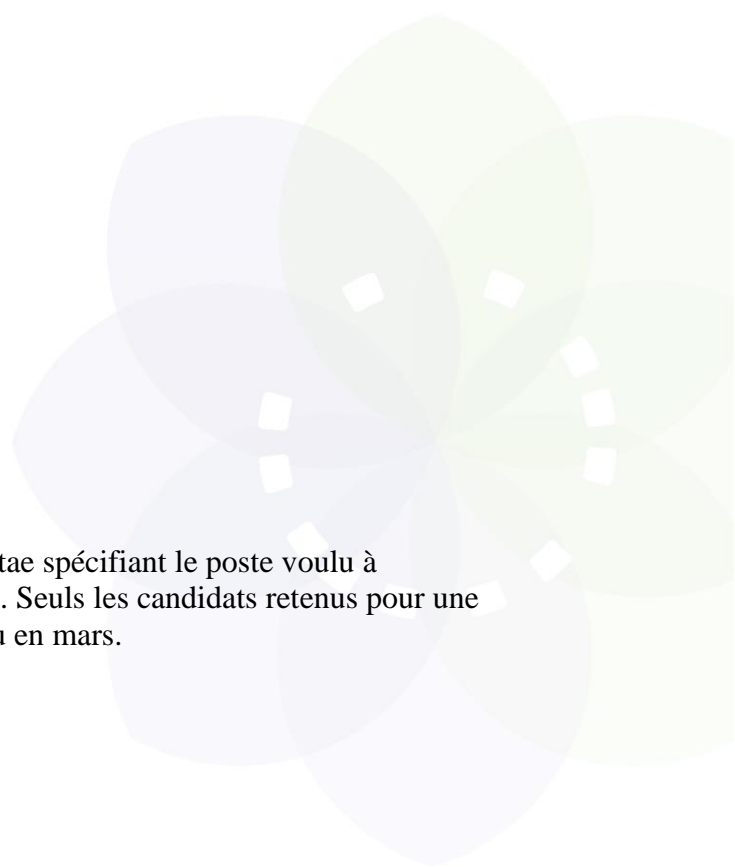 tae spécifiant le poste voulu à
. Seuls les candidats retenus pour une
u en mars.